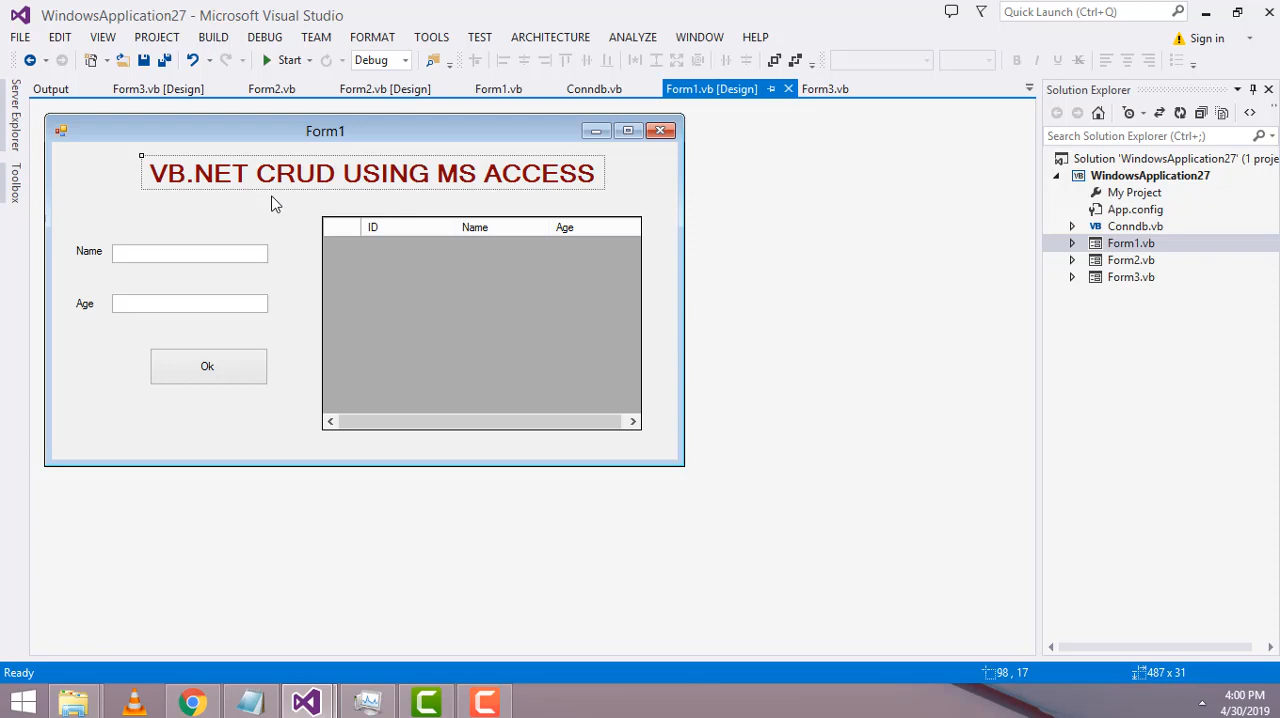 WindowsApplication27 - Microsoft Visual Studio
Quick Launch (Ctrl+Q)
FILE EDIT VIEW PROJECT BUILD DEBUG TEAM FORMAT TOOLS TEST ARCHITECTURE ANALYZE WINDOW HELP
Sign in
Start Debug
Output Form3.vb [Design] Form2.vb Form2.vb [Design] Form1.vb Conndb.vb Form1.vb [Design] Form3.vb
Solution Explorer
Search Solution Explorer (Ctrl+;)
Server Explorer
Toolbox
Form1
VB.NET CRUD USING MS ACCESS
ID Name Age
Name
Age
Ok
Solution 'WindowsApplication27' (1 proje
WindowsApplication27
My Project
App.config
Conndb.vb
Form1.vb
Form2.vb
Form3.vb
Ready
98 , 17
487 x 31
4:00 PM
4/30/2019